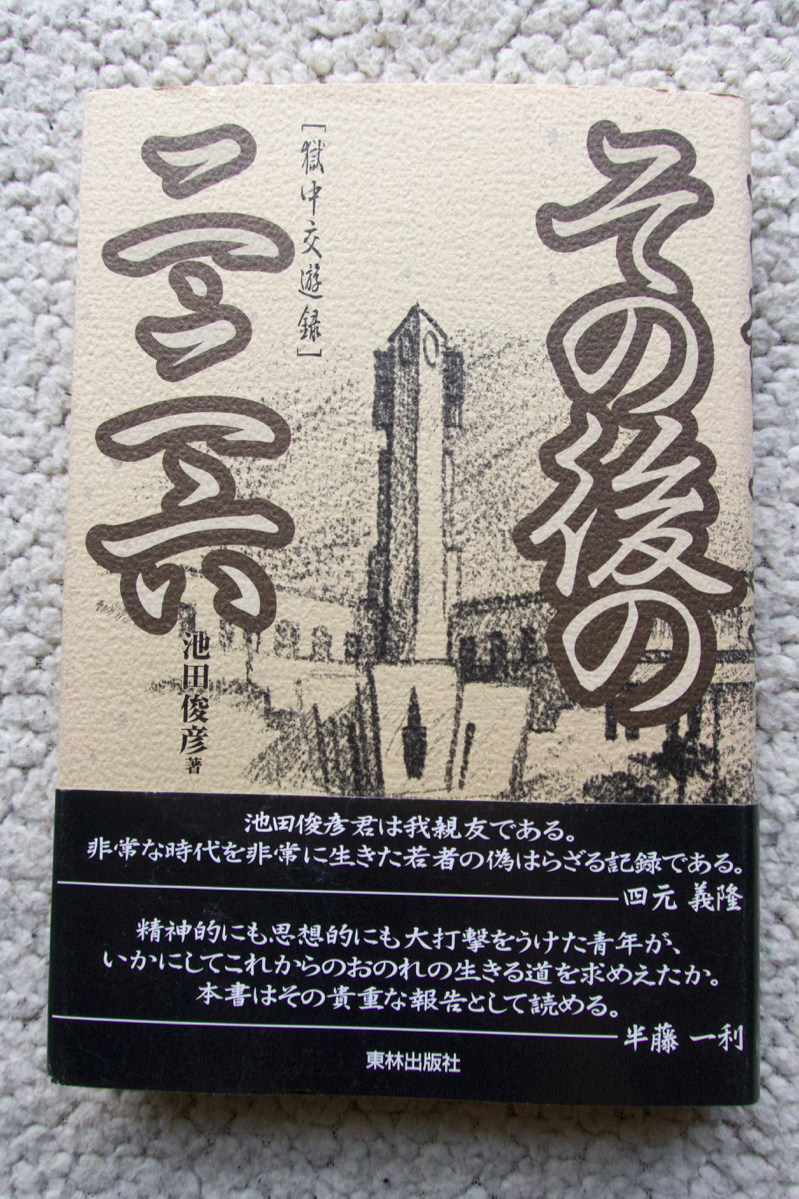 その後の
二・二六
［獄中交遊録］
池田俊彦 著
池田俊彦君は我親友である。
非常な時代を非常に生きた若者の偽はらざる記録である。
四元 義隆
精神的にも思想的にも大打撃をうけた青年が、
いかにしてこれからのおのれの生きる道を求めえたか。
本書はその貴重な報告として読める。
半藤 一利
東林出版社